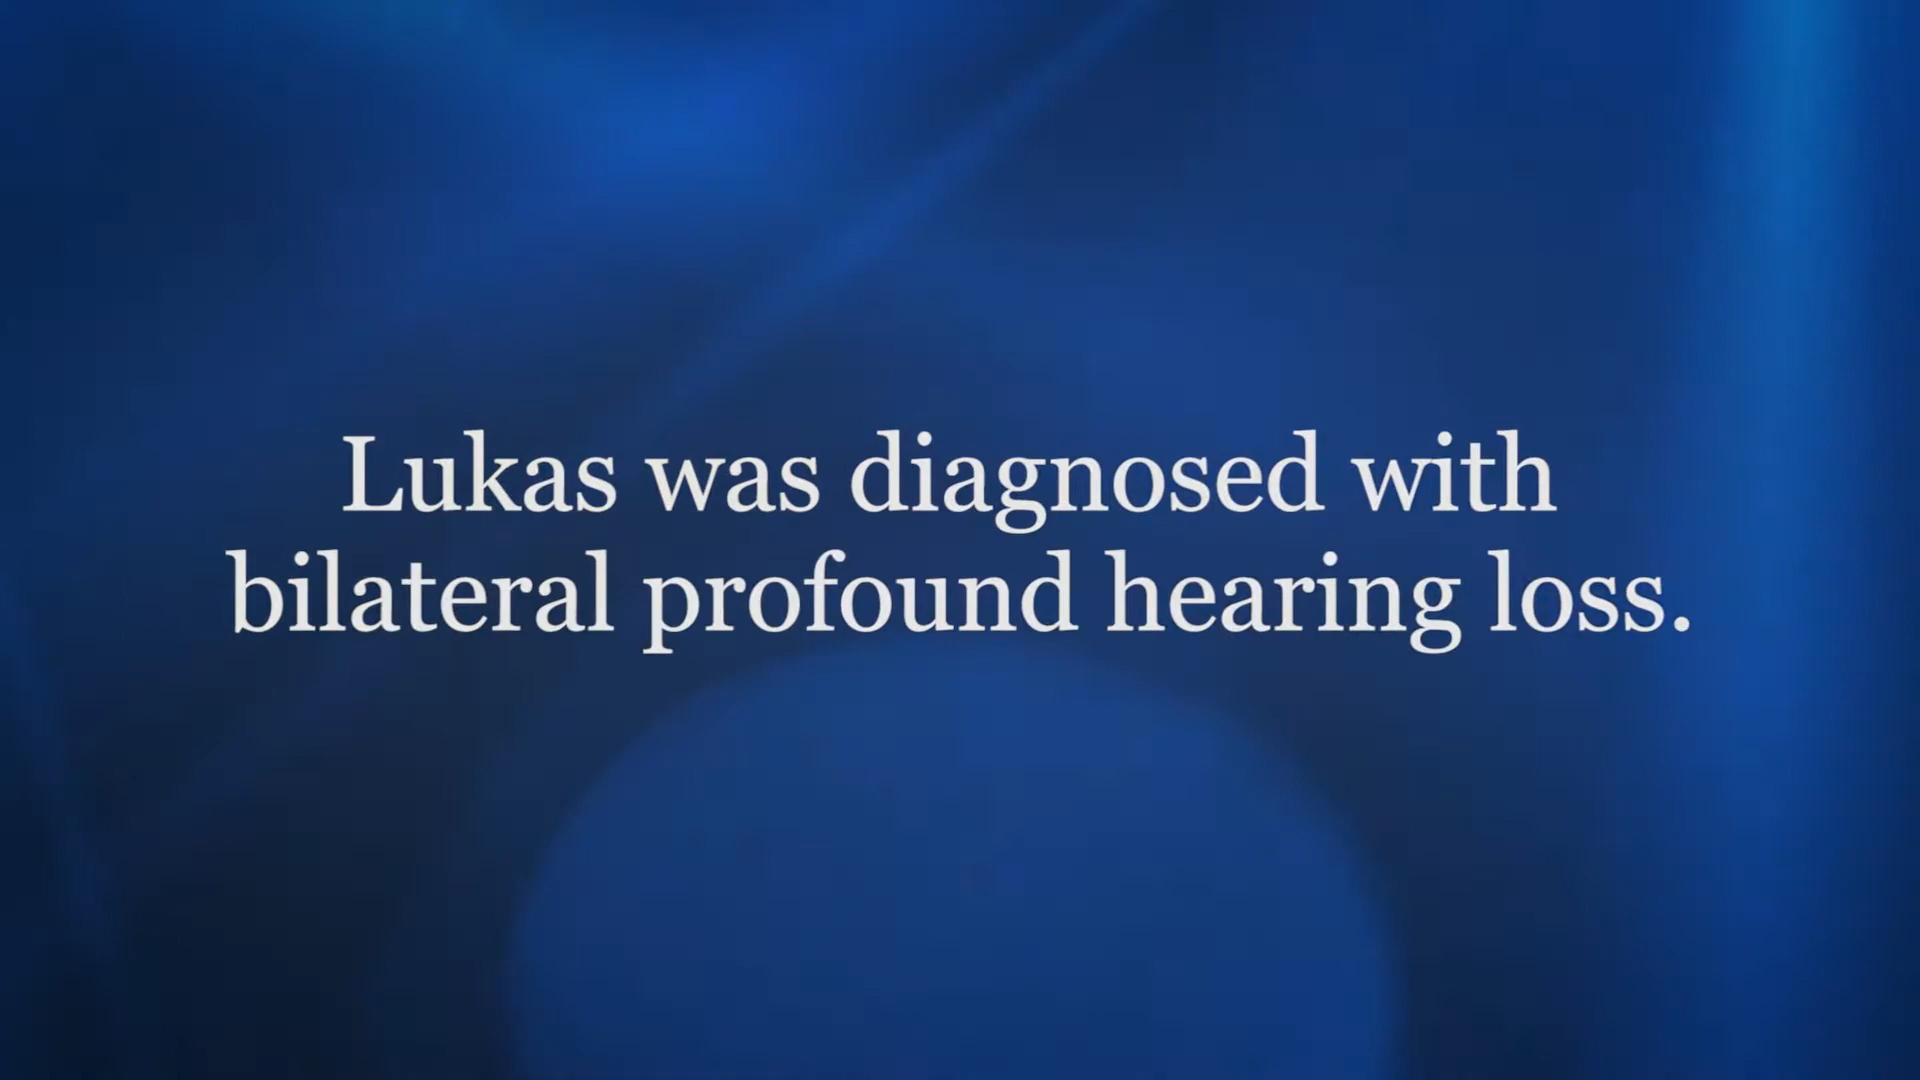 Lukas was diagnosed with
bilateral profound hearing loss.